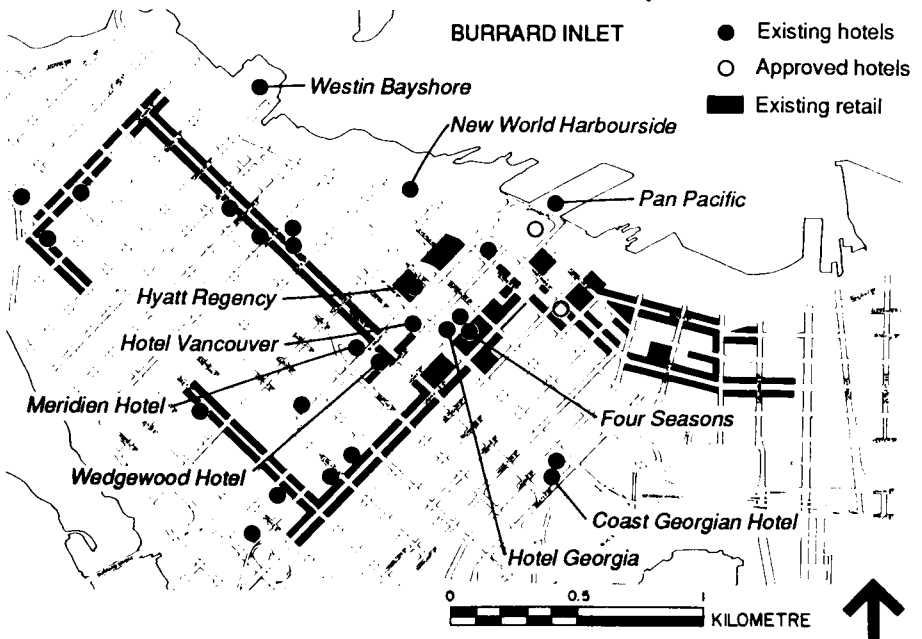 BURRARD INLET
Existing hotels
Approved hotels
Existing retail
Westin Bayshore
New World Harbourside
Pan Pacific
Hyatt Regency
Hotel Vancouver
Meridien Hotel
Four Seasons
Wedgewood Hotel
Coast Georgian Hotel
Hotel Georgia
0 0.5 1
KILOMETRE